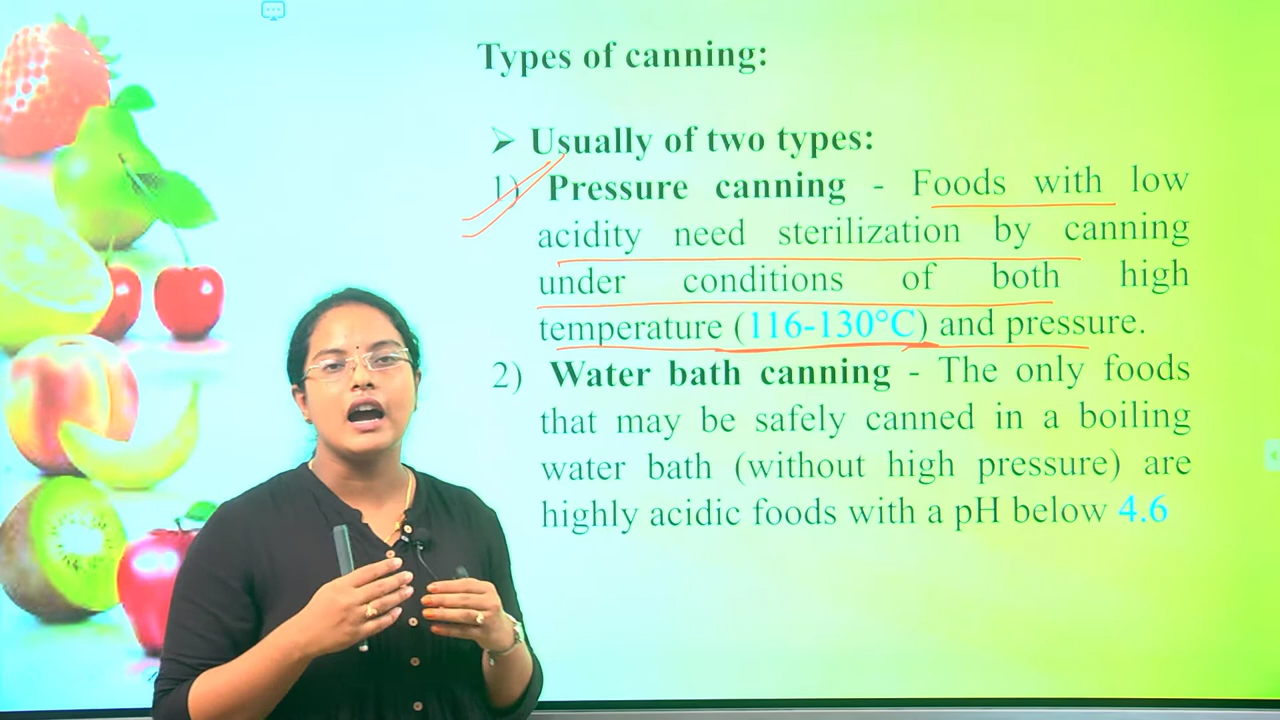 Types of canning:
➢ Usually of two types:
1) Pressure canning - Foods with low
acidity need sterilization by canning
under conditions of both high
temperature (116-130°C) and pressure.
2) Water bath canning - The only foods
that may be safely canned in a boiling
water bath (without high pressure) are
highly acidic foods with a pH below 4.6